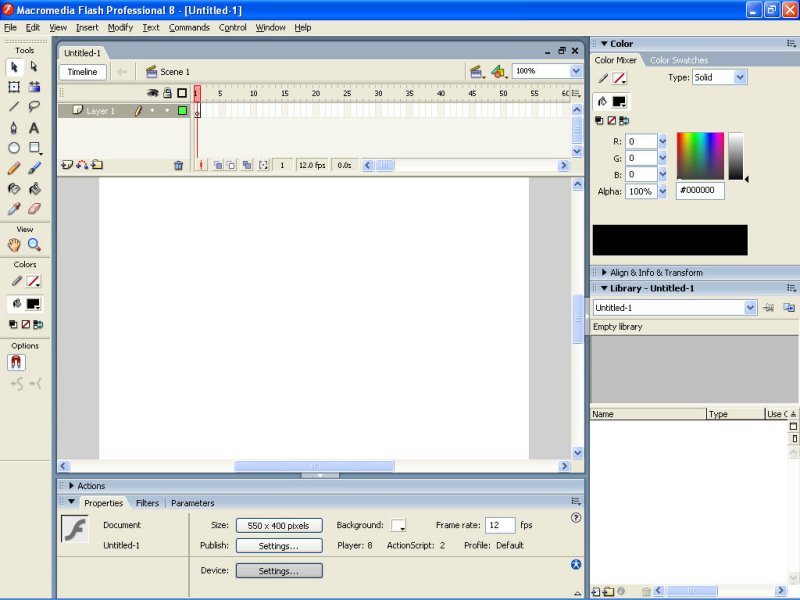 Macromedia Flash Professional 8 - [Untitled-1]
File Edit View Insert Modify Text Commands Control Window Help
Tools
View
Colors
Options
Untitled-1
Timeline Scene 1 100%
1 5 10 15 20 25 30 35 40 45 50 55 60
Layer 1
1 12.0 fps 0.0s
Actions
Properties Filters Parameters
Document Size: 550 x 400 pixels Background: Frame rate: 12 fps
Untitled-1 Publish: Settings... Player: 8 ActionScript: 2 Profile: Default
Device: Settings...
Color
Color Mixer Color Swatches
Type: Solid
R: 0
G: 0
B: 0
Alpha: 100% #000000
Align & Info & Transform
Library - Untitled-1
Untitled-1
Empty library
Name Type Use C